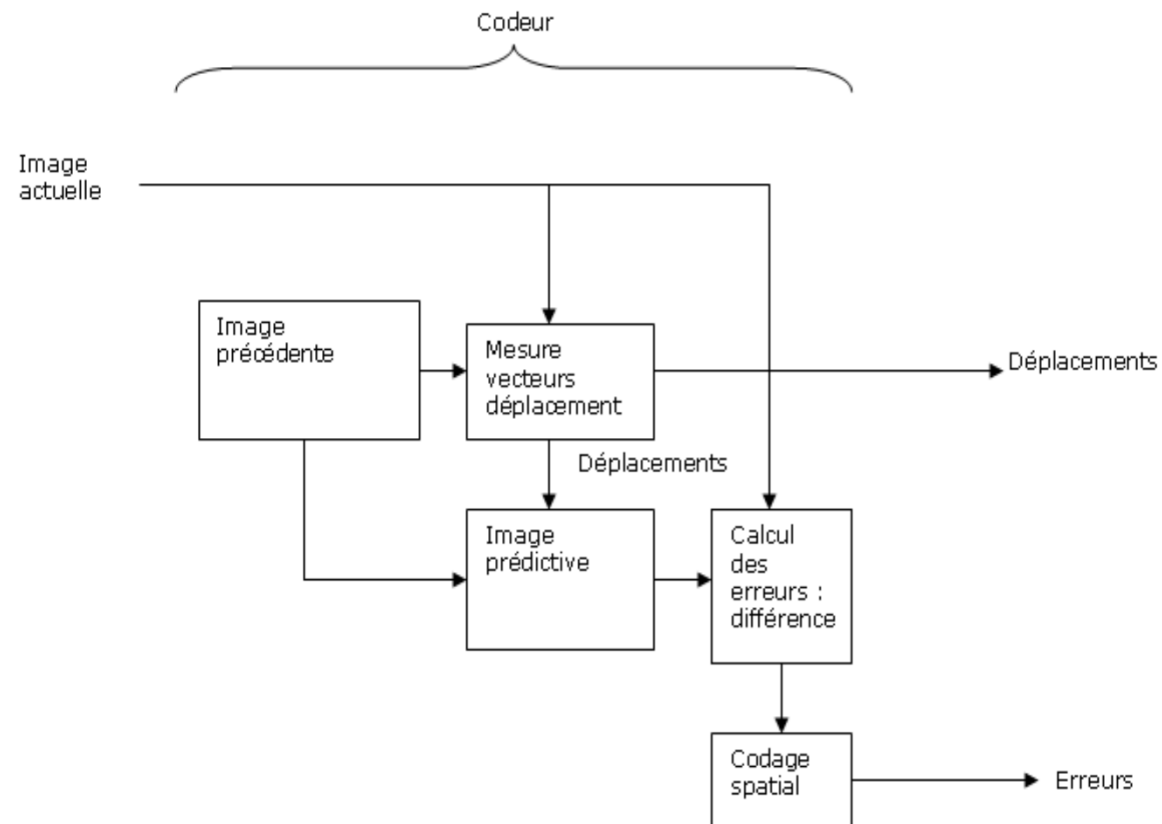 Codeur
Image
actuelle
Image
précédente
Mesure
vecteurs
déplacement
Déplacements
Déplacements
Image
prédictive
Calcul
des
erreurs :
différence
Codage
spatial
Erreurs